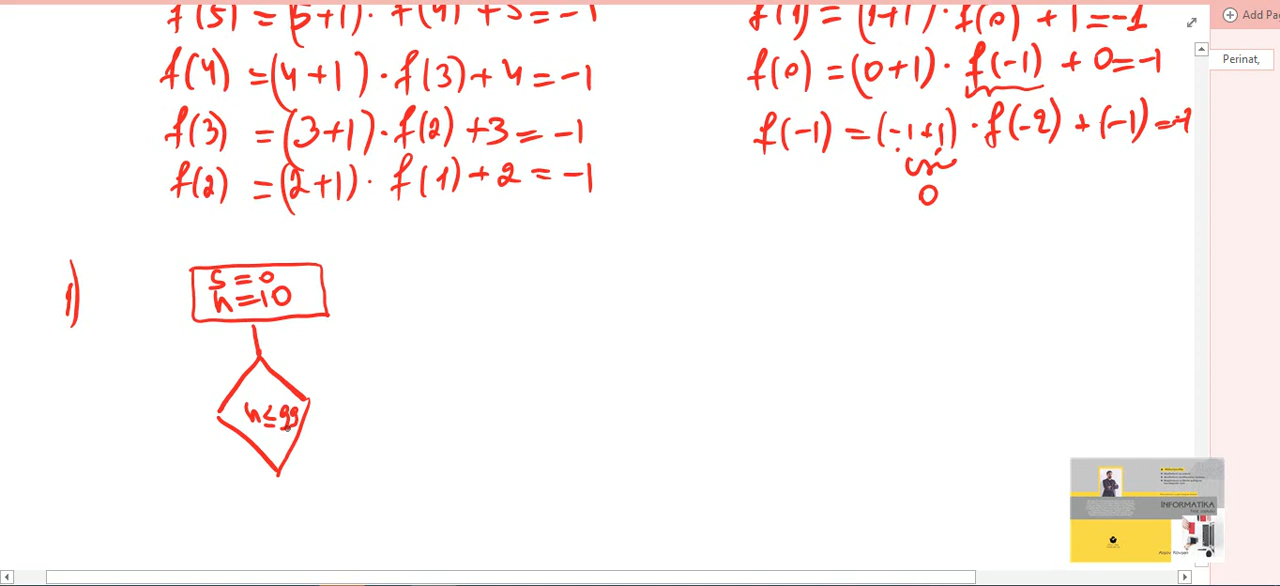 f(5) = (5+1) · f(4) + 5 = -1
f(4) = (4+1) · f(3) + 4 = -1
f(3) = (3+1) · f(2) + 3 = -1
f(2) = (2+1) · f(1) + 2 = -1
f(1) = (1+1) · f(0) + 1 = -1
f(0) = (0+1) · f(-1) + 0 = -1
f(-1) = (-1+1) · f(-2) + (-1) = -1
0
1)
S = 0
n = 10
n ≤ 99
Add Pa
Perinat,
INFORMATIKA